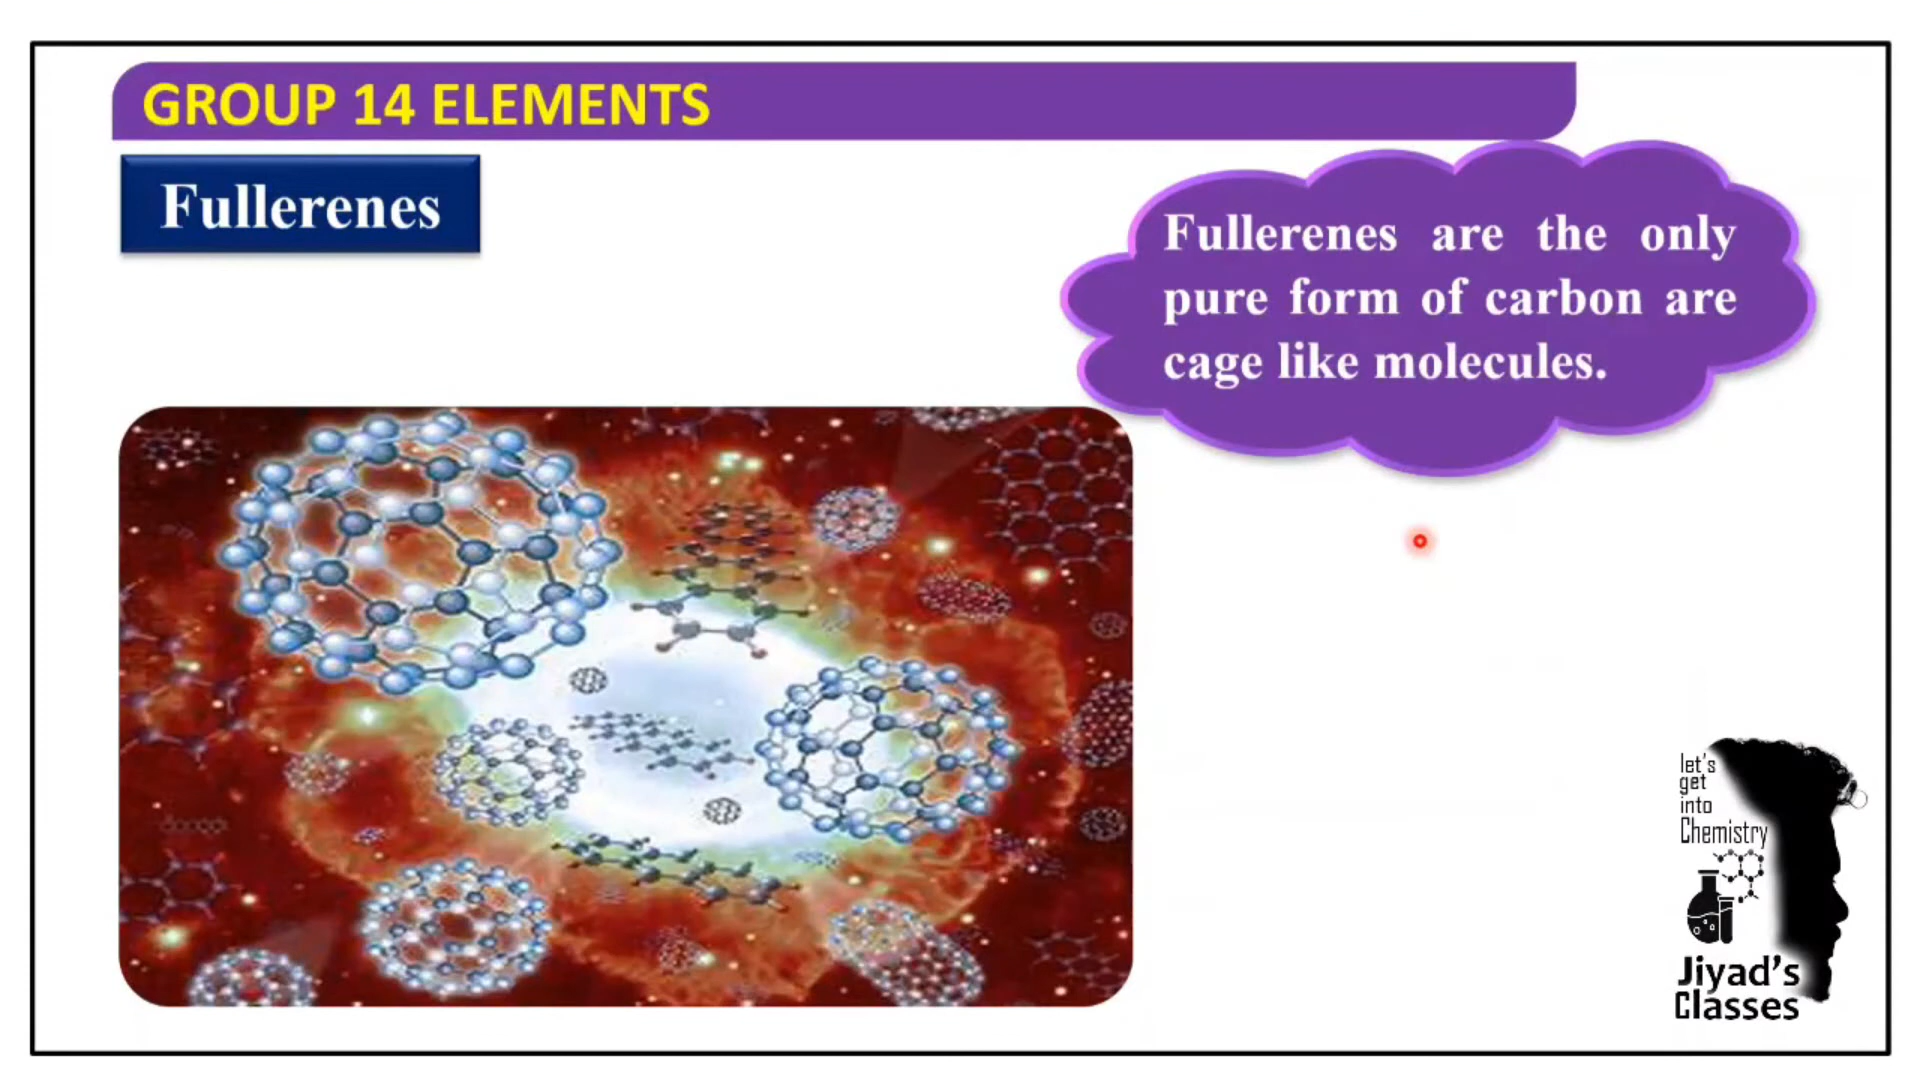 GROUP 14 ELEMENTS
Fullerenes
Fullerenes are the only
pure form of carbon are
cage like molecules.
let's
get
into
Chemistry
Jiyad's
Classes